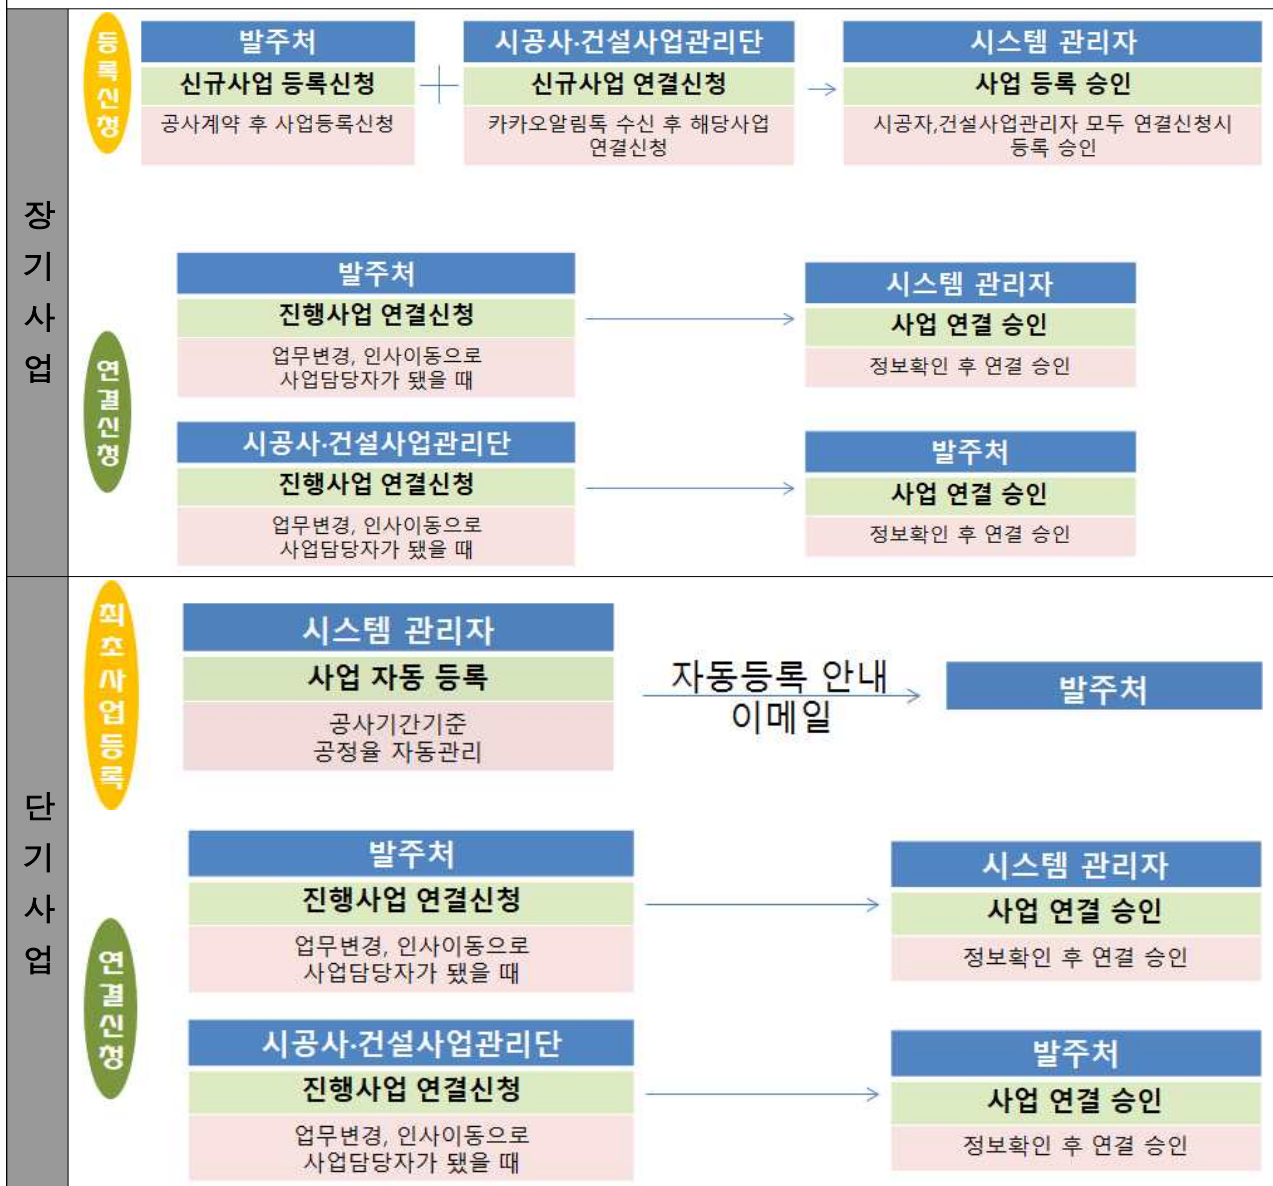 장기사업
등록신청
발주처
신규사업 등록신청
공사계약 후 사업등록신청
시공사·건설사업관리단
신규사업 연결신청
카카오알림톡 수신 후 해당사업
연결신청
시스템 관리자
사업 등록 승인
시공자,건설사업관리자 모두 연결신청시
등록 승인
연결신청
발주처
진행사업 연결신청
업무변경, 인사이동으로
사업담당자가 됐을 때
시스템 관리자
사업 연결 승인
정보확인 후 연결 승인
시공사·건설사업관리단
진행사업 연결신청
업무변경, 인사이동으로
사업담당자가 됐을 때
발주처
사업 연결 승인
정보확인 후 연결 승인
단기사업
최초사업등록
시스템 관리자
사업 자동 등록
공사기간기준
공정율 자동관리
자동등록 안내
이메일
발주처
연결신청
발주처
진행사업 연결신청
업무변경, 인사이동으로
사업담당자가 됐을 때
시스템 관리자
사업 연결 승인
정보확인 후 연결 승인
시공사·건설사업관리단
진행사업 연결신청
업무변경, 인사이동으로
사업담당자가 됐을 때
발주처
사업 연결 승인
정보확인 후 연결 승인